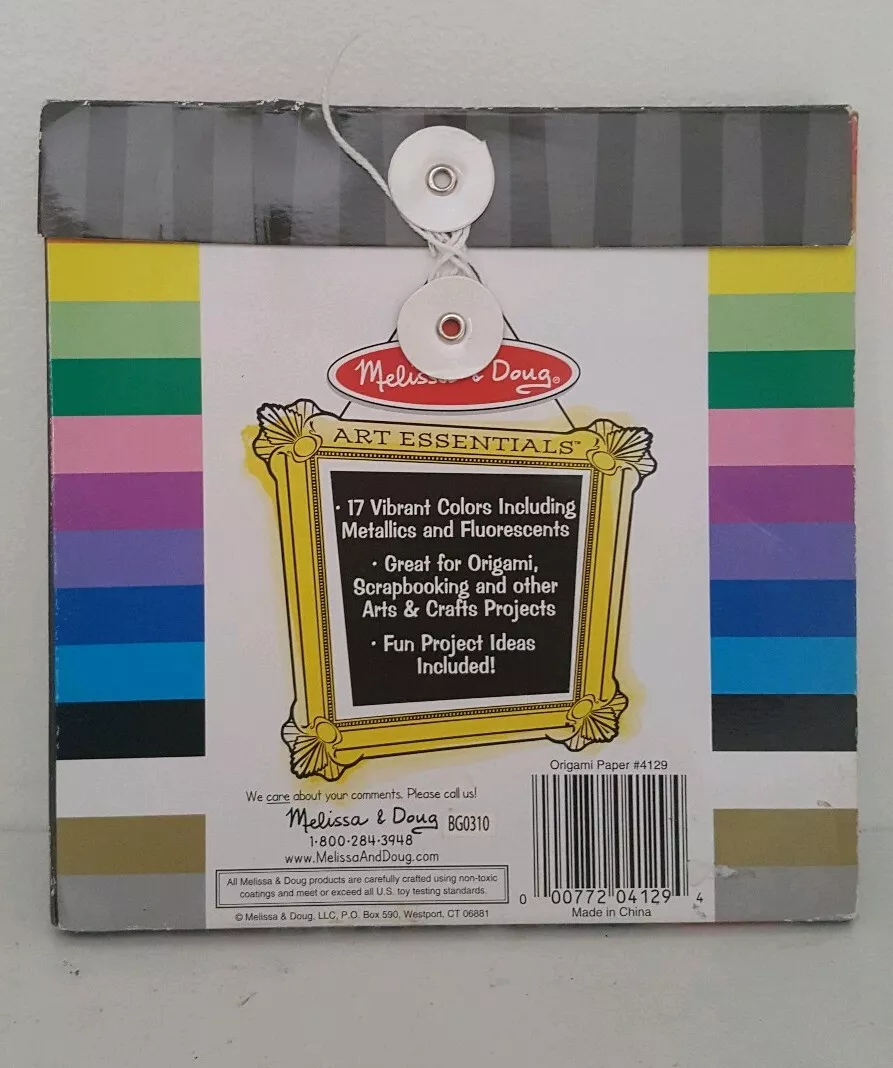 & Doug®
ART ESSENTIALS™
· 17 Vibrant Colors Including
Metallics and Fluorescents
· Great for Origami,
Scrapbooking and other
Arts & Crafts Projects
· Fun Project Ideas
Included!
Origami Paper #4129
We care about your comments. Please call us!
Melissa & Doug BG0310
1·800·284·3948
www.MelissaAndDoug.com
All Melissa & Doug products are carefully crafted using non-toxic
coatings and meet or exceed all U.S. toy testing standards.
© Melissa & Doug, LLC, P.O. Box 590, Westport, CT 06881
0 00772 04129 4
Made in China